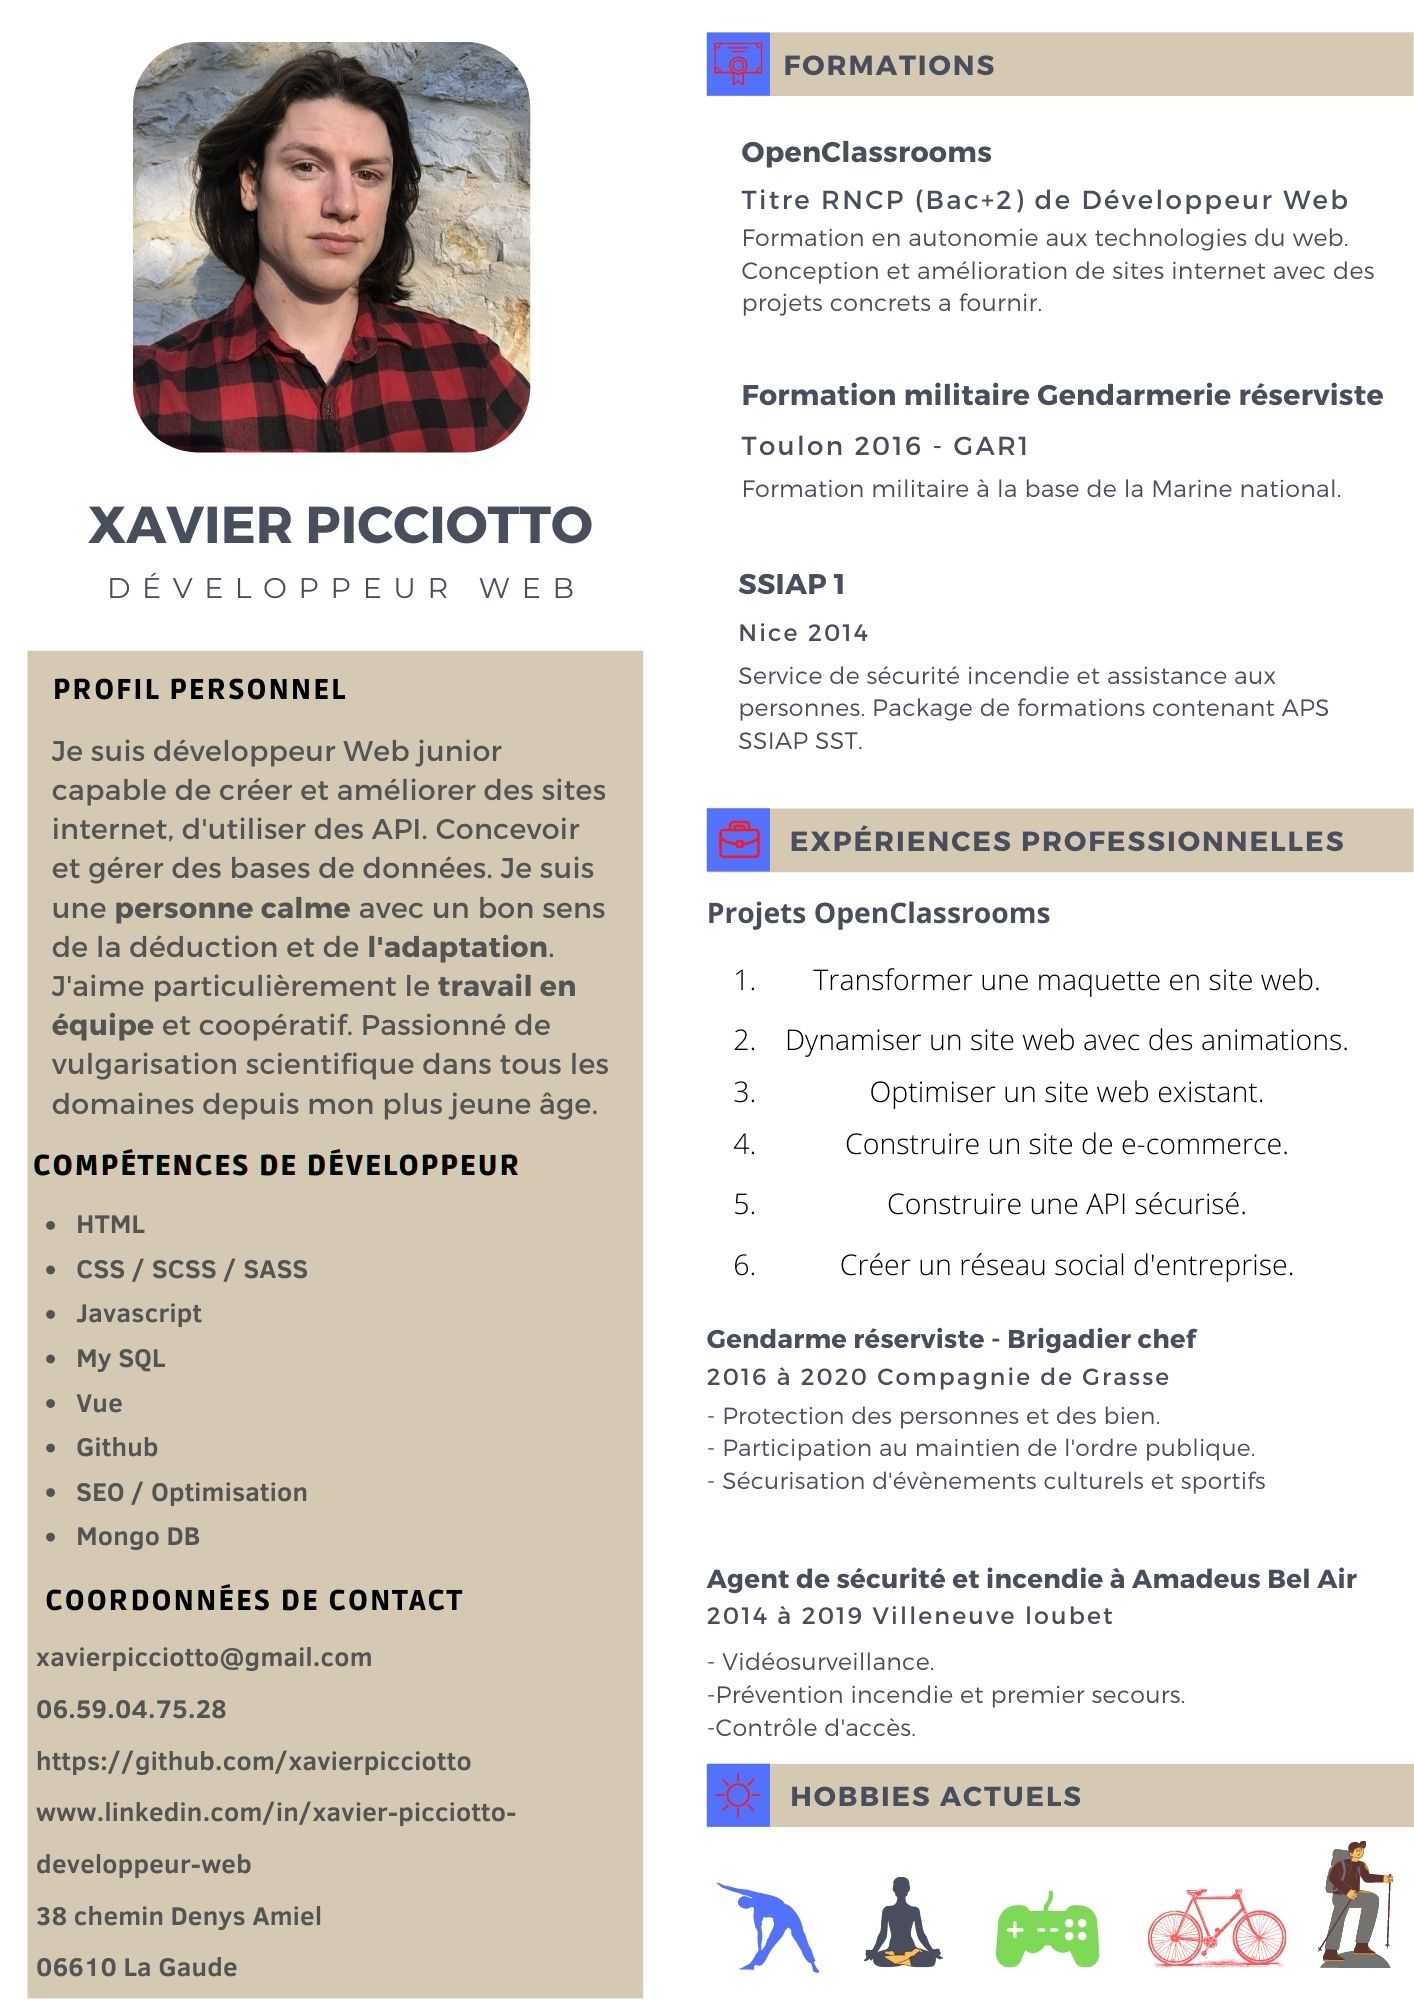 XAVIER PICCIOTTO
DÉVELOPPEUR WEB
PROFIL PERSONNEL
Je suis développeur Web junior
capable de créer et améliorer des sites
internet, d'utiliser des API. Concevoir
et gérer des bases de données. Je suis
une personne calme avec un bon sens
de la déduction et de l'adaptation.
J'aime particulièrement le travail en
équipe et coopératif. Passionné de
vulgarisation scientifique dans tous les
domaines depuis mon plus jeune âge.
COMPÉTENCES DE DÉVELOPPEUR
• HTML
• CSS / SCSS / SASS
• Javascript
• My SQL
• Vue
• Github
• SEO / Optimisation
• Mongo DB
COORDONNÉES DE CONTACT
xavierpicciotto@gmail.com
06.59.04.75.28
https://github.com/xavierpicciotto
www.linkedin.com/in/xavier-picciotto-
developpeur-web
38 chemin Denys Amiel
06610 La Gaude
FORMATIONS
OpenClassrooms
Titre RNCP (Bac+2) de Développeur Web
Formation en autonomie aux technologies du web.
Conception et amélioration de sites internet avec des
projets concrets a fournir.
Formation militaire Gendarmerie réserviste
Toulon 2016 - GAR1
Formation militaire à la base de la Marine national.
SSIAP 1
Nice 2014
Service de sécurité incendie et assistance aux
personnes. Package de formations contenant APS
SSIAP SST.
EXPÉRIENCES PROFESSIONNELLES
Projets OpenClassrooms
1. Transformer une maquette en site web.
2. Dynamiser un site web avec des animations.
3. Optimiser un site web existant.
4. Construire un site de e-commerce.
5. Construire une API sécurisé.
6. Créer un réseau social d'entreprise.
Gendarme réserviste - Brigadier chef
2016 à 2020 Compagnie de Grasse
- Protection des personnes et des bien.
- Participation au maintien de l'ordre publique.
- Sécurisation d'évènements culturels et sportifs
Agent de sécurité et incendie à Amadeus Bel Air
2014 à 2019 Villeneuve loubet
- Vidéosurveillance.
-Prévention incendie et premier secours.
-Contrôle d'accès.
HOBBIES ACTUELS